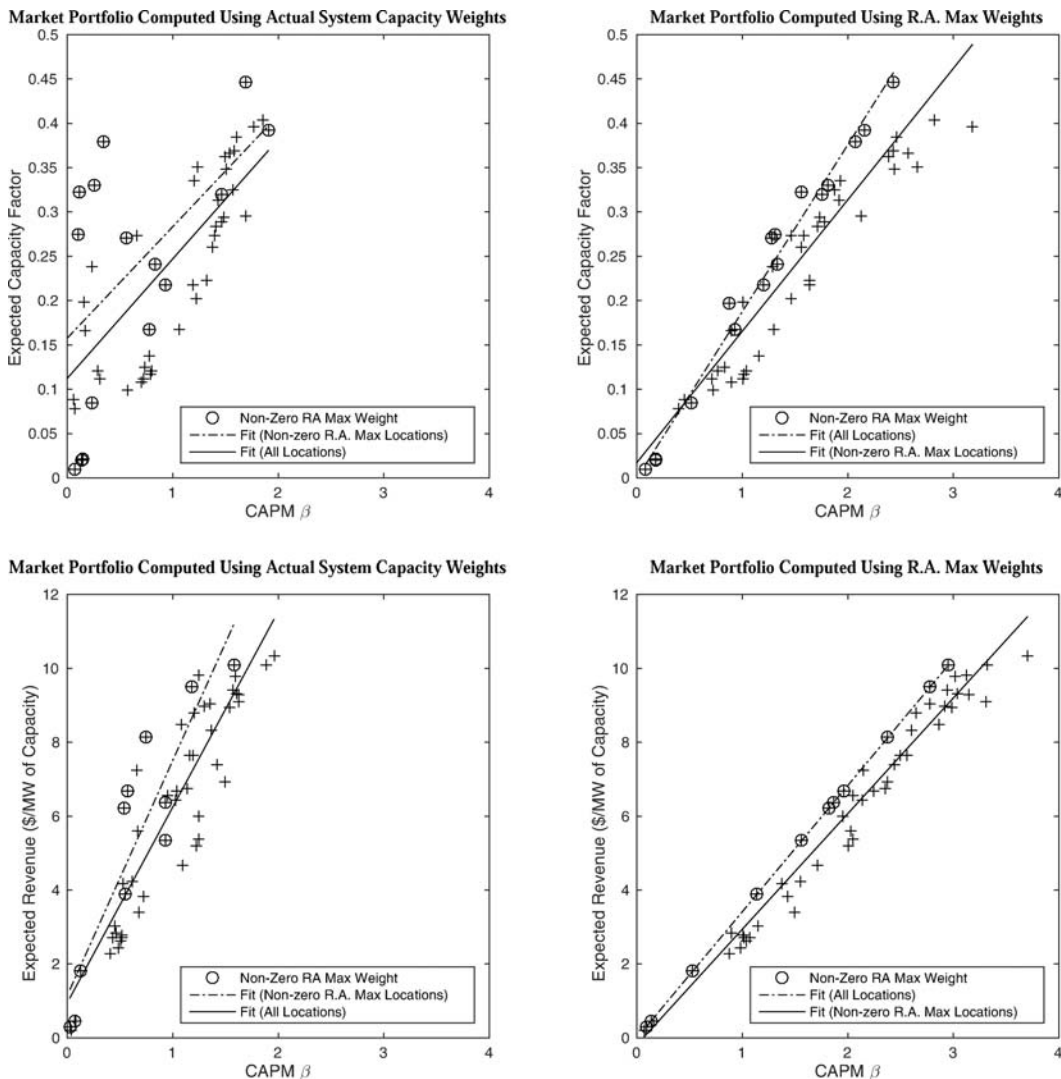 Market Portfolio Computed Using Actual System Capacity Weights
0.5
0.45
0.4
0.35
0.3
0.25
0.2
0.15
0.1
0.05
0
Expected Capacity Factor
Non-Zero RA Max Weight
Fit (Non-zero R.A. Max Locations)
Fit (All Locations)
0 1 2 3 4
CAPM β
Market Portfolio Computed Using R.A. Max Weights
0.5
0.45
0.4
0.35
0.3
0.25
0.2
0.15
0.1
0.05
0
Expected Capacity Factor
Non-Zero RA Max Weight
Fit (All Locations)
Fit (Non-zero R.A. Max Locations)
0 1 2 3 4
CAPM β
Market Portfolio Computed Using Actual System Capacity Weights
12
10
8
6
4
2
0
Expected Revenue ($/MW of Capacity)
Non-Zero RA Max Weight
Fit (Non-zero R.A. Max Locations)
Fit (All Locations)
0 1 2 3 4
CAPM β
Market Portfolio Computed Using R.A. Max Weights
12
10
8
6
4
2
0
Expected Revenue ($/MW of Capacity)
Non-Zero RA Max Weight
Fit (All Locations)
Fit (Non-zero R.A. Max Locations)
0 1 2 3 4
CAPM β